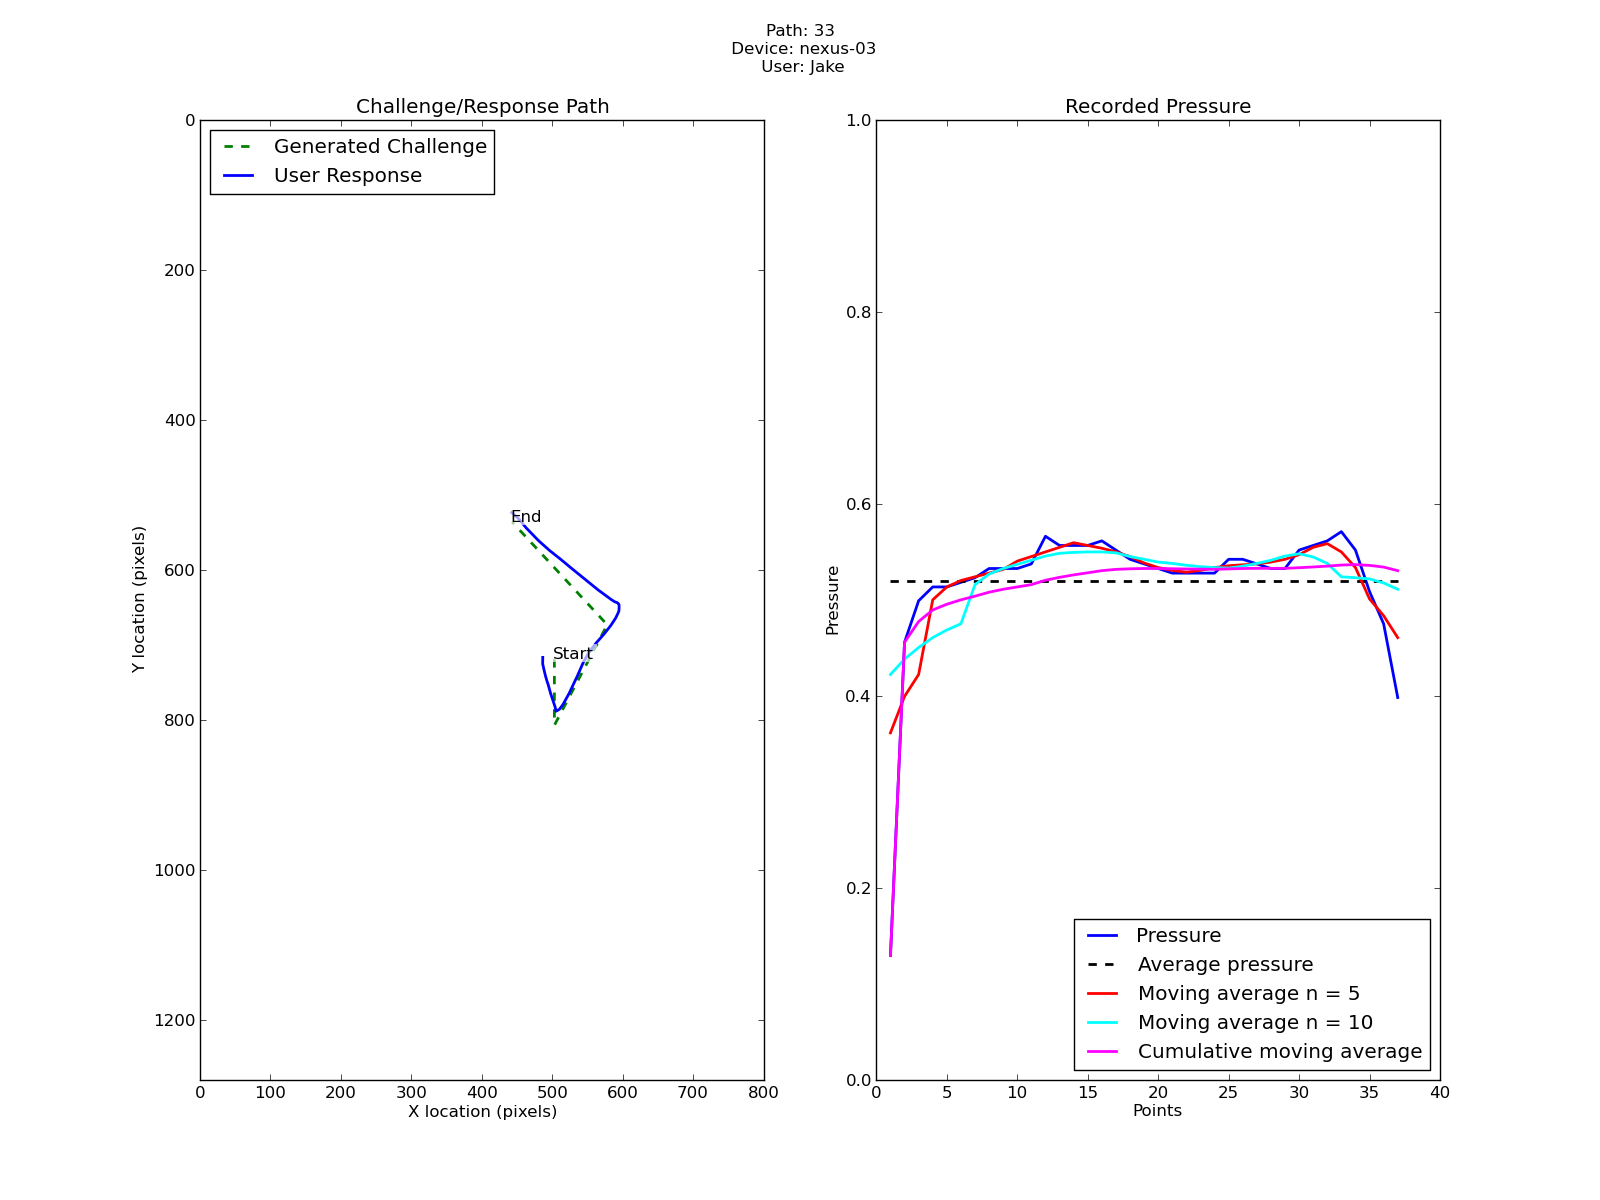 Path: 33
Device: nexus-03
User: Jake
Challenge/Response Path
Generated Challenge
User Response
Y location (pixels)
0
200
400
600
800
1000
1200
End
Start
0 100 200 300 400 500 600 700 800
X location (pixels)
Recorded Pressure
Pressure
1.0
0.8
0.6
0.4
0.2
0.0
Pressure
Average pressure
Moving average n = 5
Moving average n = 10
Cumulative moving average
0 5 10 15 20 25 30 35 40
Points